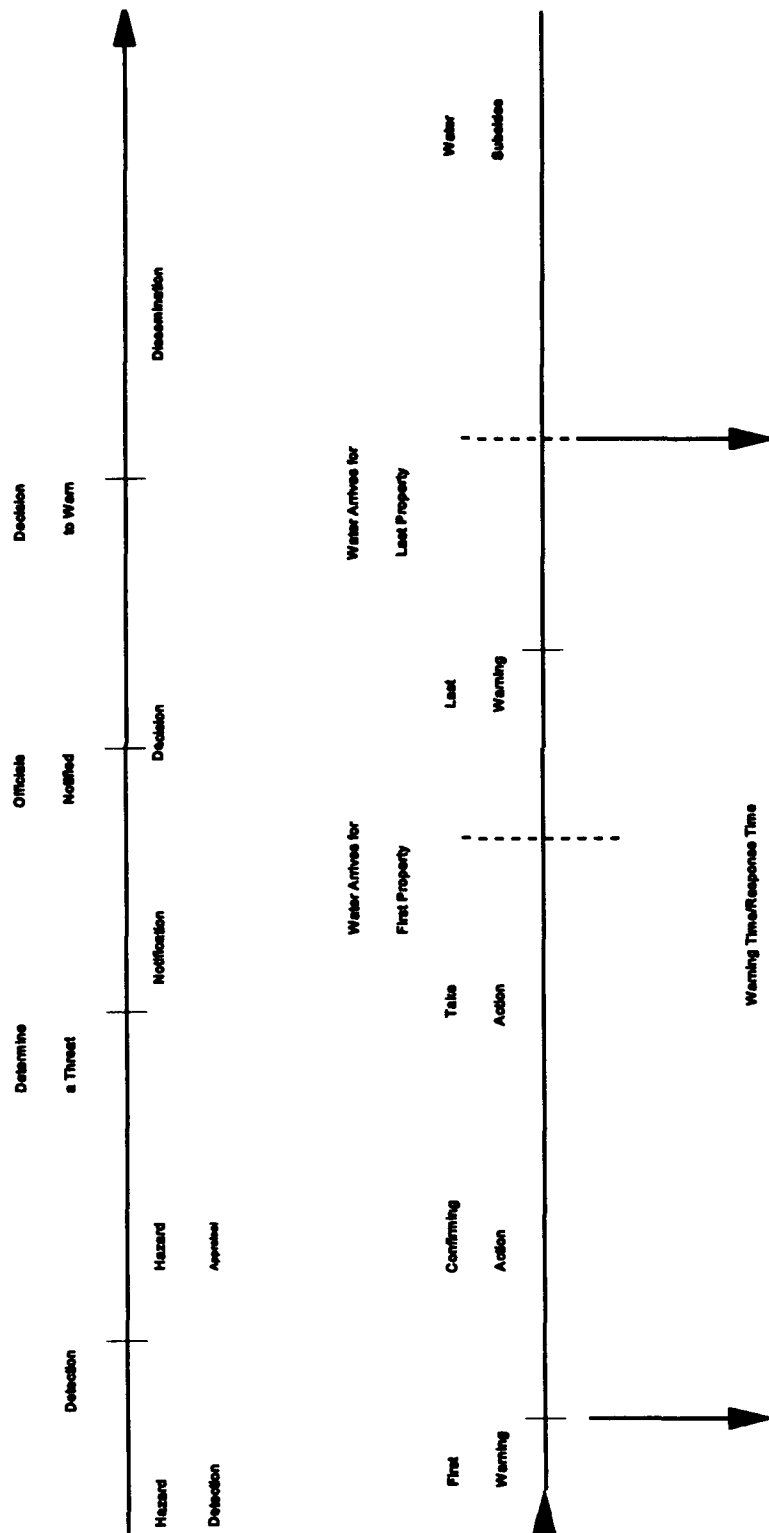 Detection
Determine
a Threat
Officials
Notified
Decision
to Warn
Hazard
Detection
Hazard
Appraisal
Notification
Decision
Dissemination
Water Arrives for
First Property
Water Arrives for
Last Property
First
Warning
Confirming
Action
Take
Action
Last
Warning
Water
Subsides
Warning Time/Response Time